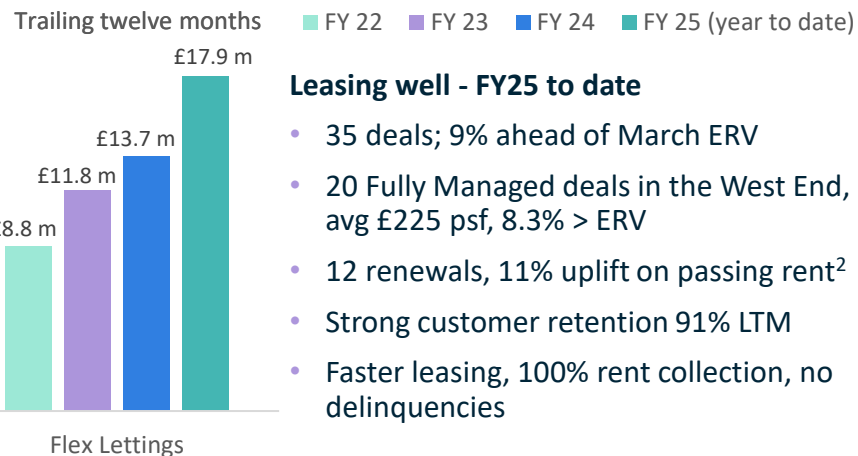 Trailing twelve months
FY 22 FY 23 FY 24 FY 25 (year to date)
£17.9 m
£13.7 m
£11.8 m
8.8 m
Flex Lettings
Leasing well - FY25 to date
• 35 deals; 9% ahead of March ERV
• 20 Fully Managed deals in the West End,
avg £225 psf, 8.3% > ERV
• 12 renewals, 11% uplift on passing rent²
• Strong customer retention 91% LTM
• Faster leasing, 100% rent collection, no
delinquencies